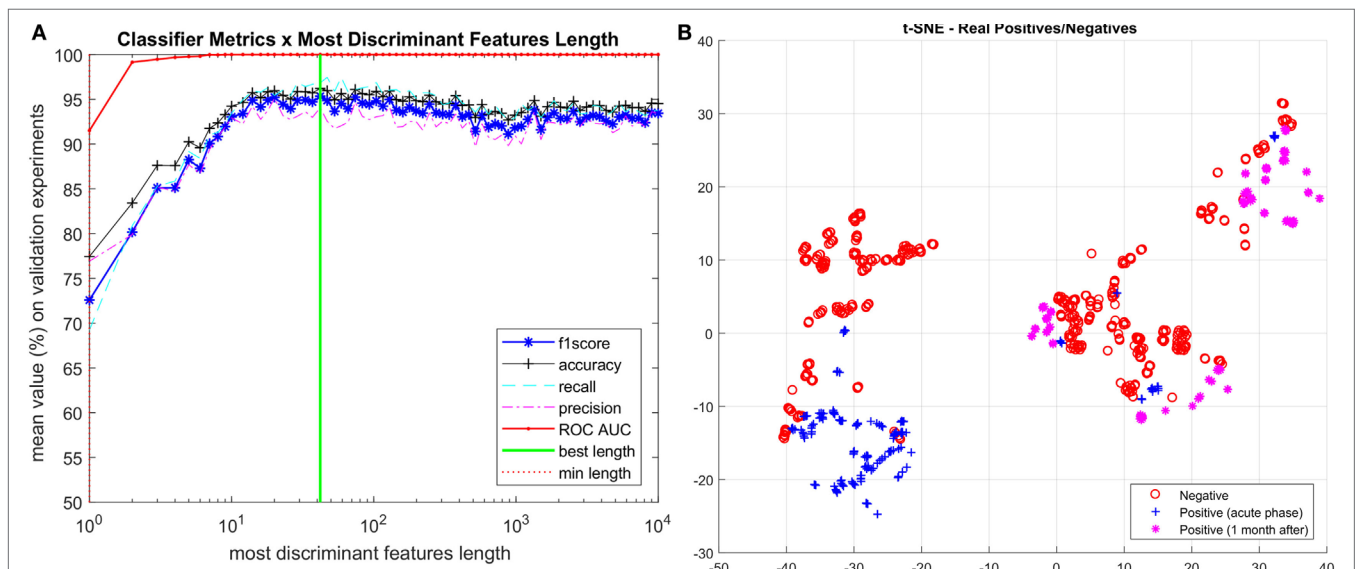 A
Classifier Metrics x Most Discriminant Features Length
100
95
90
85
80
75
70
65
60
55
50
mean value (%) on validation experiments
10^0
10^1
10^2
10^3
10^4
most discriminant features length
f1score
accuracy
recall
precision
ROC AUC
best length
min length
B
t-SNE - Real Positives/Negatives
40
30
20
10
0
-10
-20
-30
-50
-40
-30
-20
-10
0
10
20
30
40
Negative
Positive (acute phase)
Positive (1 month after)